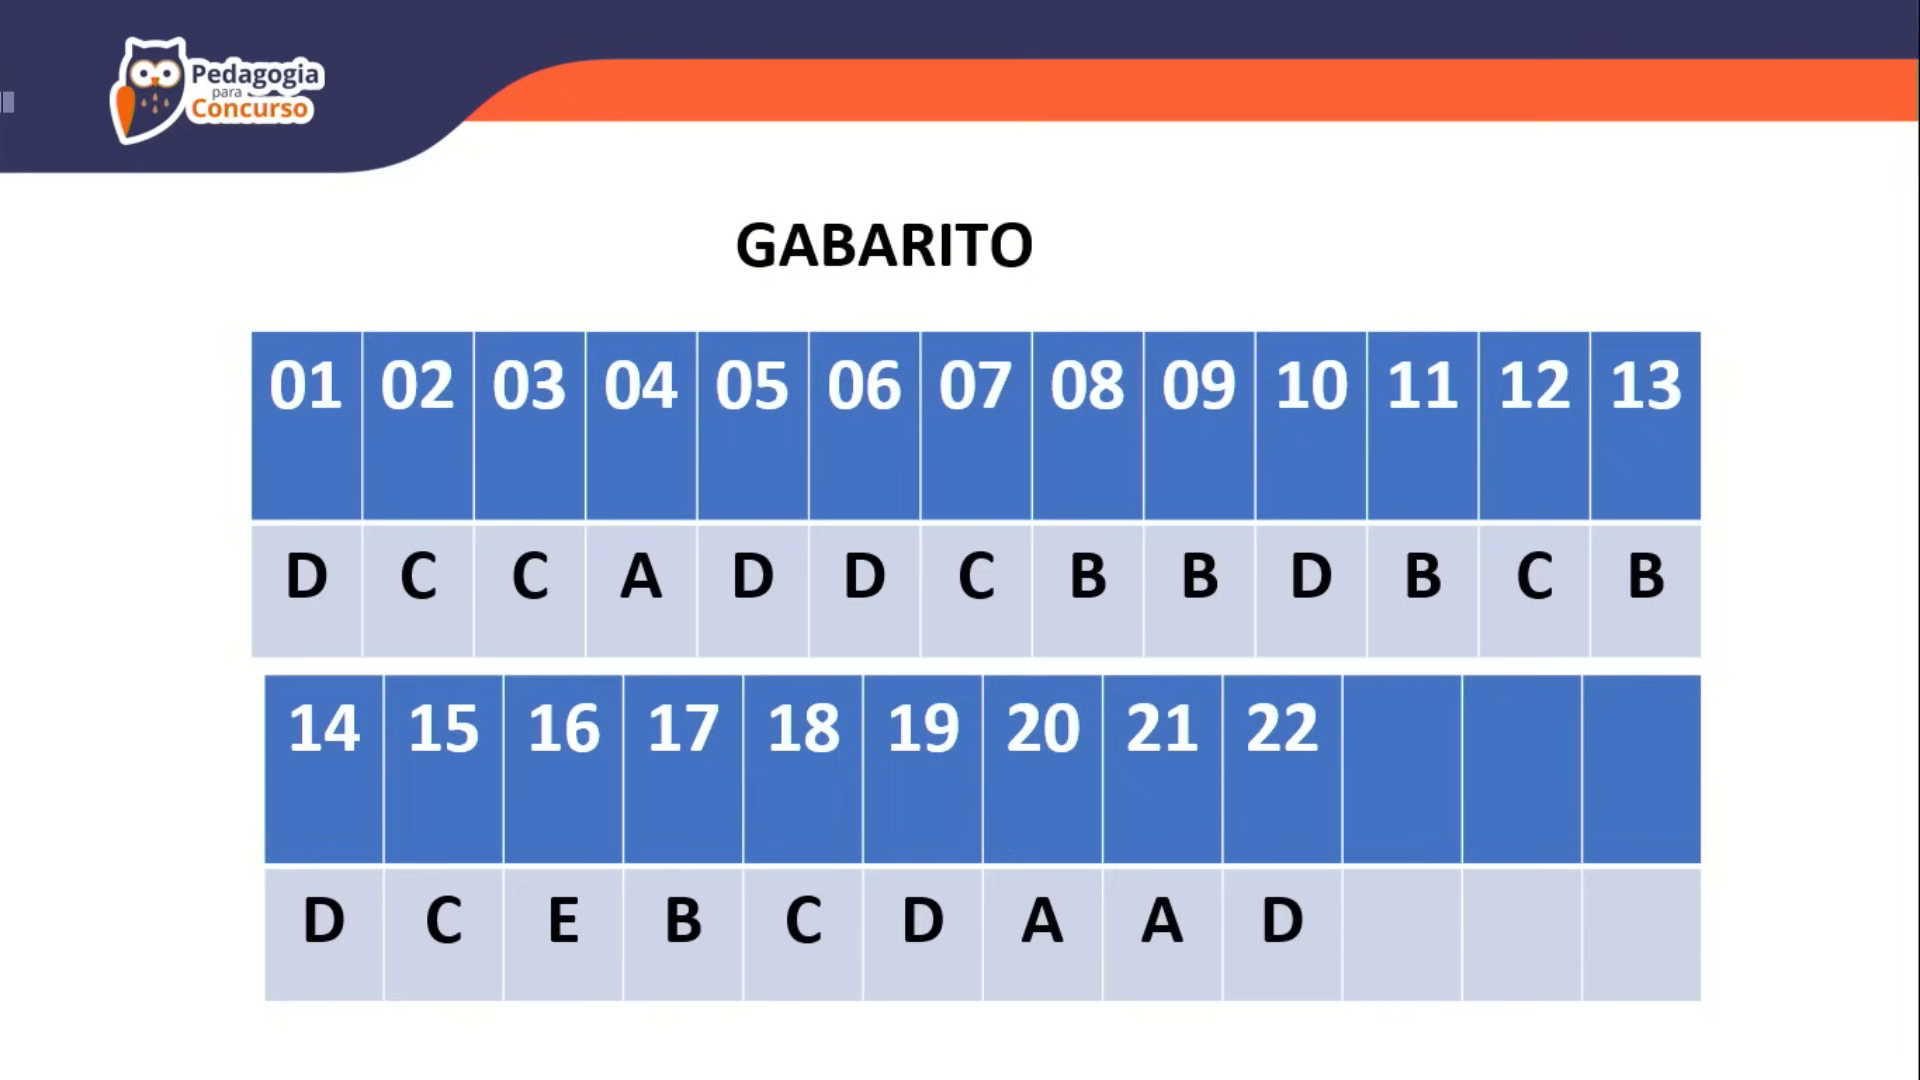 Pedagogia
para
Concurso
GABARITO
01 02 03 04 05 06 07 08 09 10 11 12 13
D C C A D D C B B D B C B
14 15 16 17 18 19 20 21 22
D C E B C D A A D